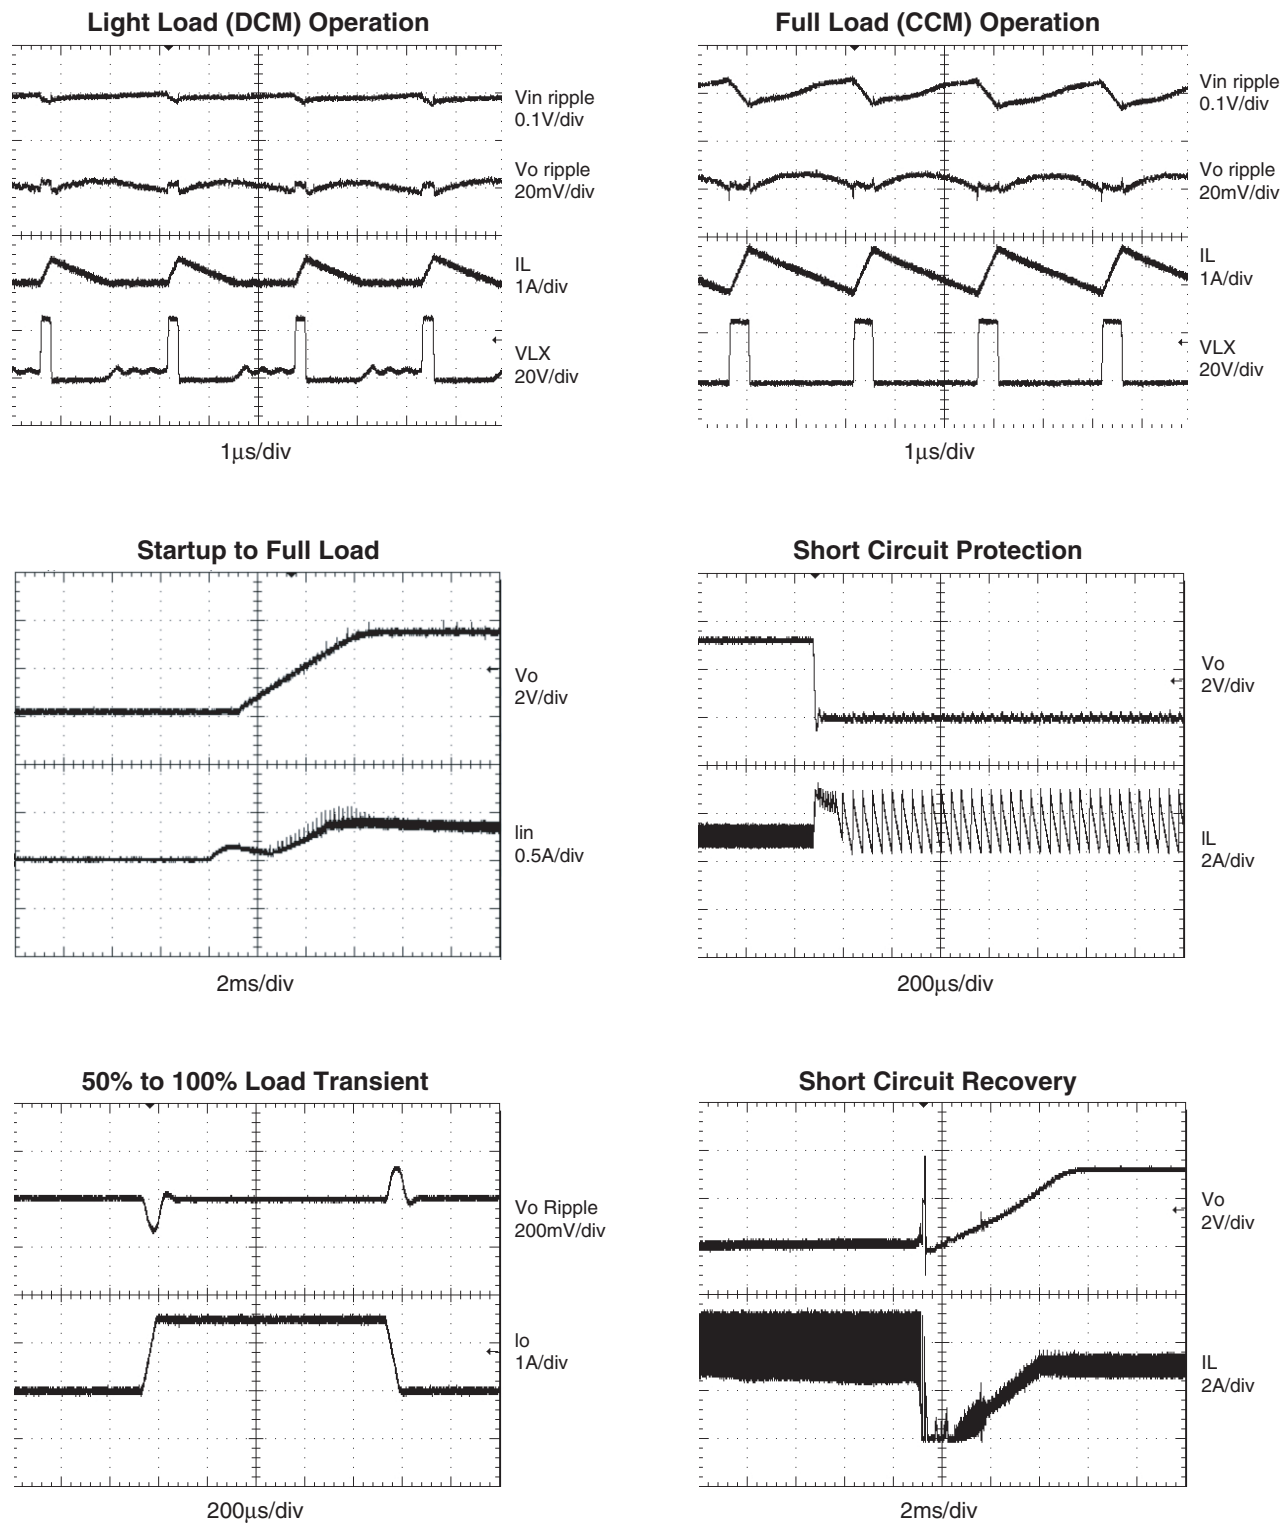 Light Load (DCM) Operation
Vin ripple
0.1V/div
Vo ripple
20mV/div
IL
1A/div
VLX
20V/div
1μs/div
Full Load (CCM) Operation
Vin ripple
0.1V/div
Vo ripple
20mV/div
IL
1A/div
VLX
20V/div
1μs/div
Startup to Full Load
Vo
2V/div
Iin
0.5A/div
2ms/div
Short Circuit Protection
Vo
2V/div
IL
2A/div
200μs/div
50% to 100% Load Transient
Vo Ripple
200mV/div
Io
1A/div
200μs/div
Short Circuit Recovery
Vo
2V/div
IL
2A/div
2ms/div